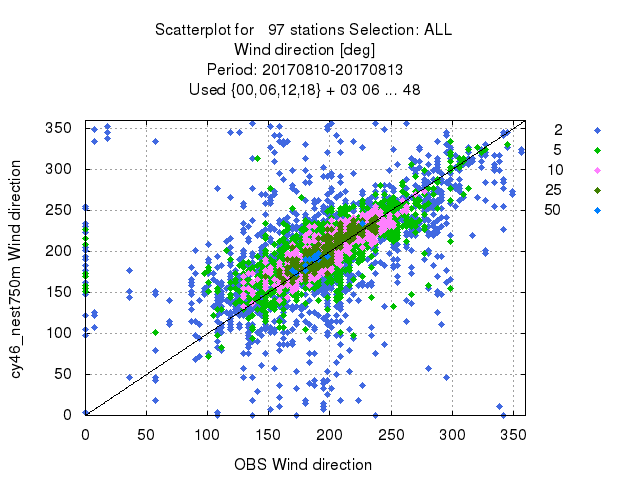 Scatterplot for 97 stations Selection: ALL
Wind direction [deg]
Period: 20170810-20170813
Used {00,06,12,18} + 03 06 ... 48
350
300
250
200
150
100
50
0
cy46_nest750m Wind direction
0 50 100 150 200 250 300 350
OBS Wind direction
2
5
10
25
50